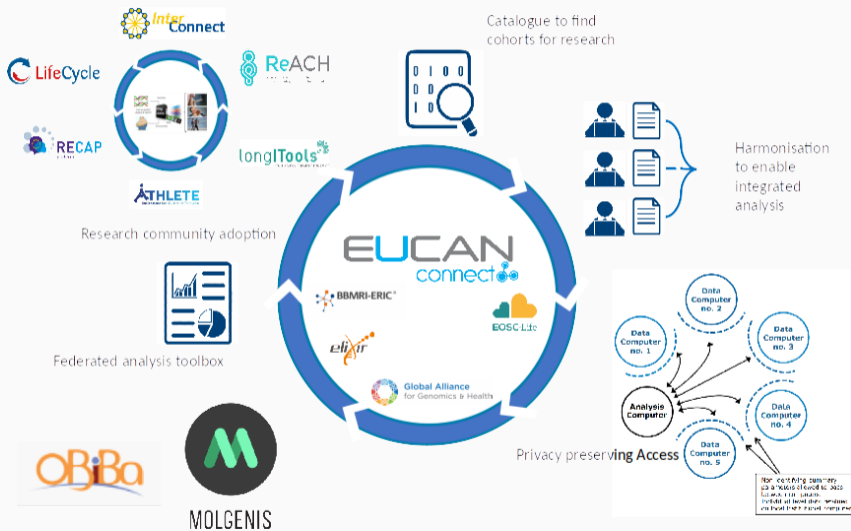 Inter
Connect
LifeCycle
ReACH
RECAP
longITools
ATHLETE
Research community adoption
Catalogue to find
cohorts for research
D I O O
D D
I D
Harmonisation
to enable
integrated
analysis
EUCAN
connect
BBMRI-ERIC®
EOSC-Life
elixir
Global Alliance
for Genomics & Health
Federated analysis toolbox
OBiBa
MOLGENIS
Privacy preserving Access
Data
Computer
no. 1
Data
Computer
no. 2
Data
Computer
no. 3
Analysis
Computer
Data
Computer
no. 4
Data
Computer
no. 5